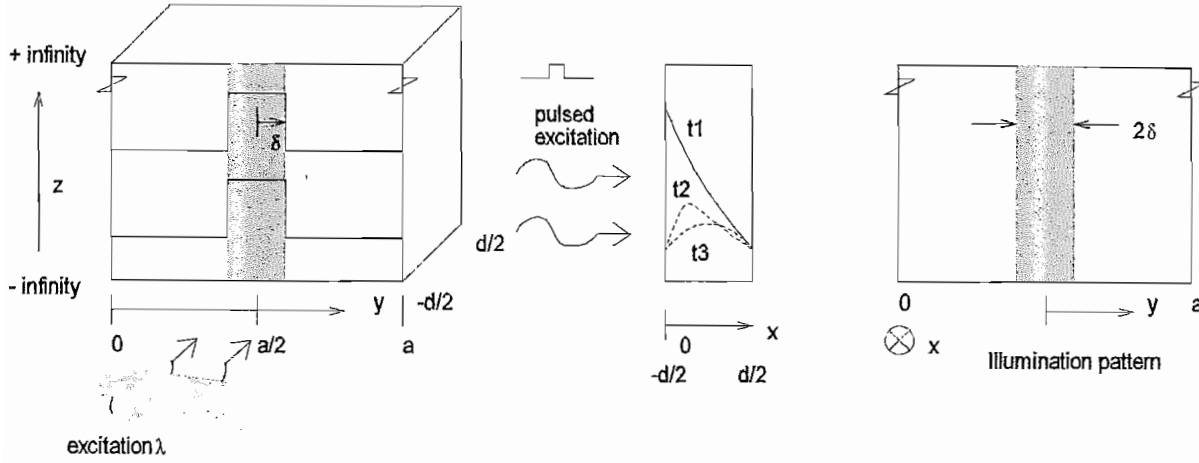 + infinity
z
- infinity
δ
d/2
y
-d/2
0
a/2
a
excitation λ
pulsed
excitation
t1
t2
t3
x
0
-d/2
d/2
2δ
0
y
a
x
Illumination pattern